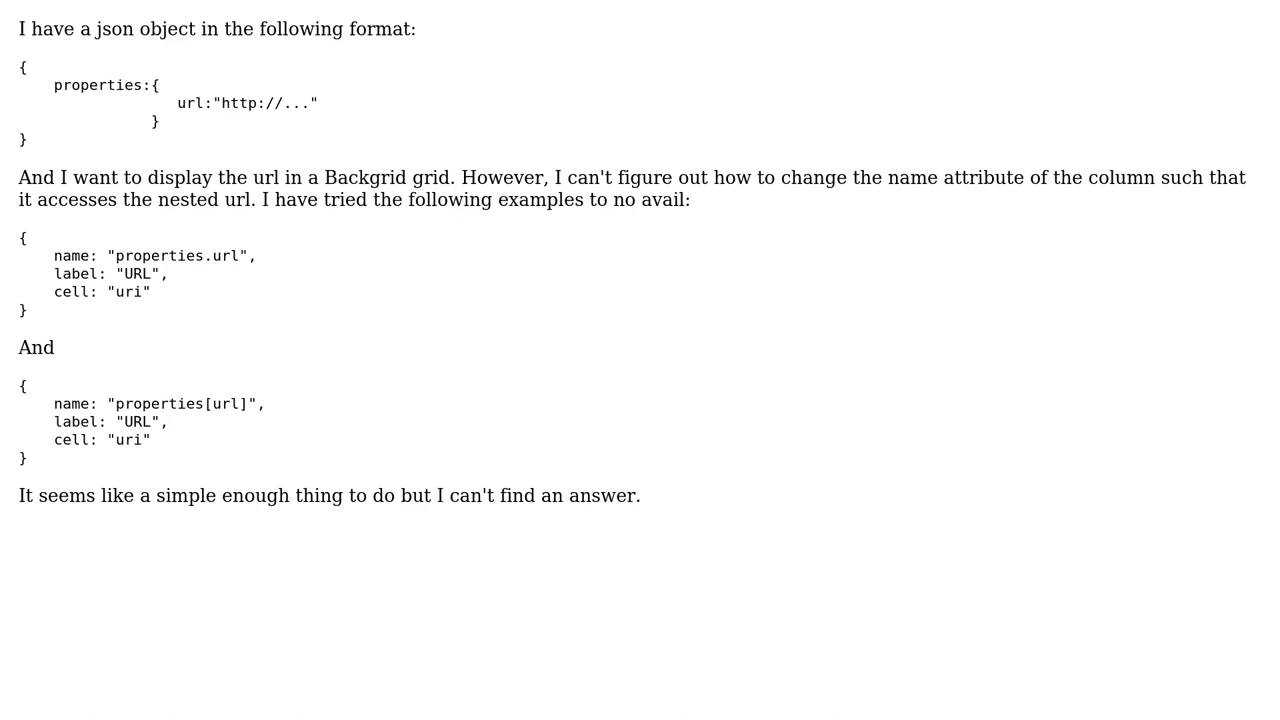 I have a json object in the following format:
{
    properties:{
                  url:"http://..."
               }
}
And I want to display the url in a Backgrid grid. However, I can't figure out how to change the name attribute of the column such that
it accesses the nested url. I have tried the following examples to no avail:
{
    name: "properties.url",
    label: "URL",
    cell: "uri"
}
And
{
    name: "properties[url]",
    label: "URL",
    cell: "uri"
}
It seems like a simple enough thing to do but I can't find an answer.